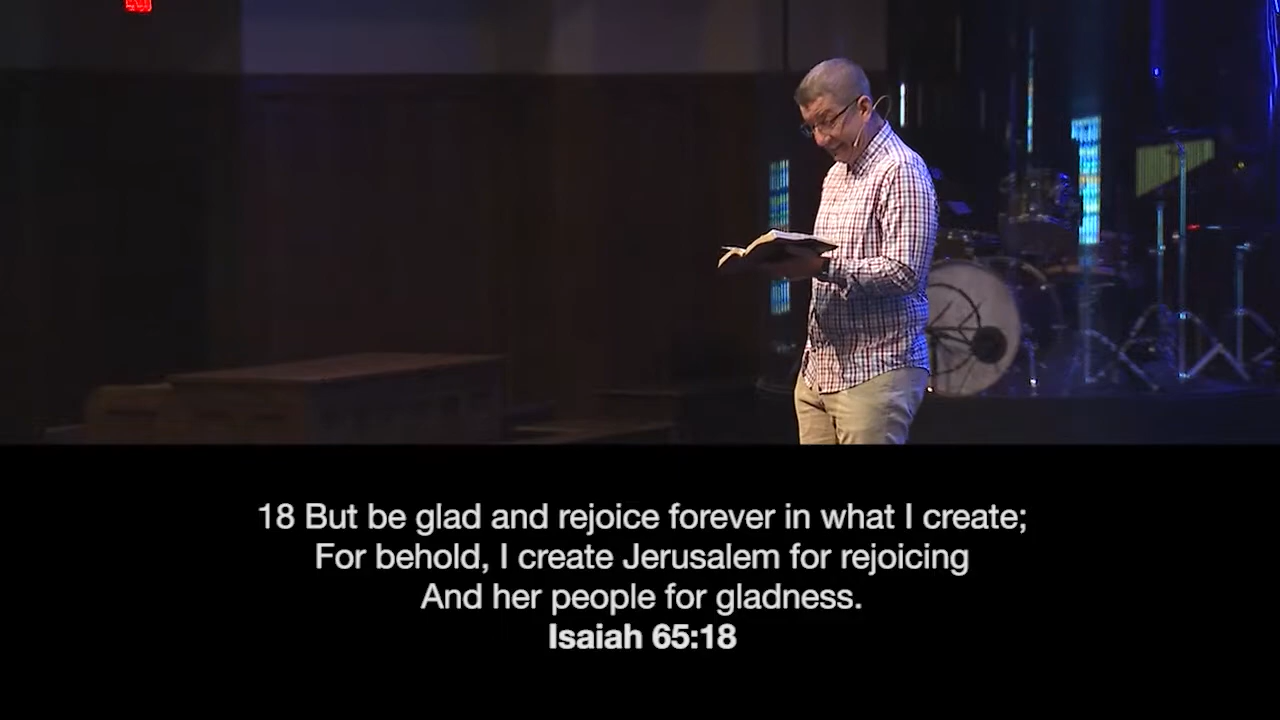 18 But be glad and rejoice forever in what I create;
For behold, I create Jerusalem for rejoicing
And her people for gladness.
Isaiah 65:18